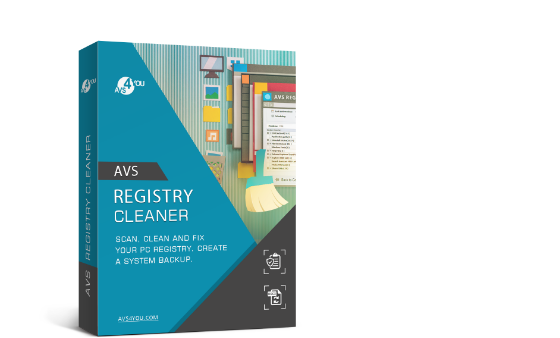 AVS4YOU
AVS4YOU
AVS REGISTRY CLEANER
AVS
REGISTRY
CLEANER
SCAN, CLEAN AND FIX
YOUR PC REGISTRY. CREATE
A SYSTEM BACKUP.
AVS4YOU.COM